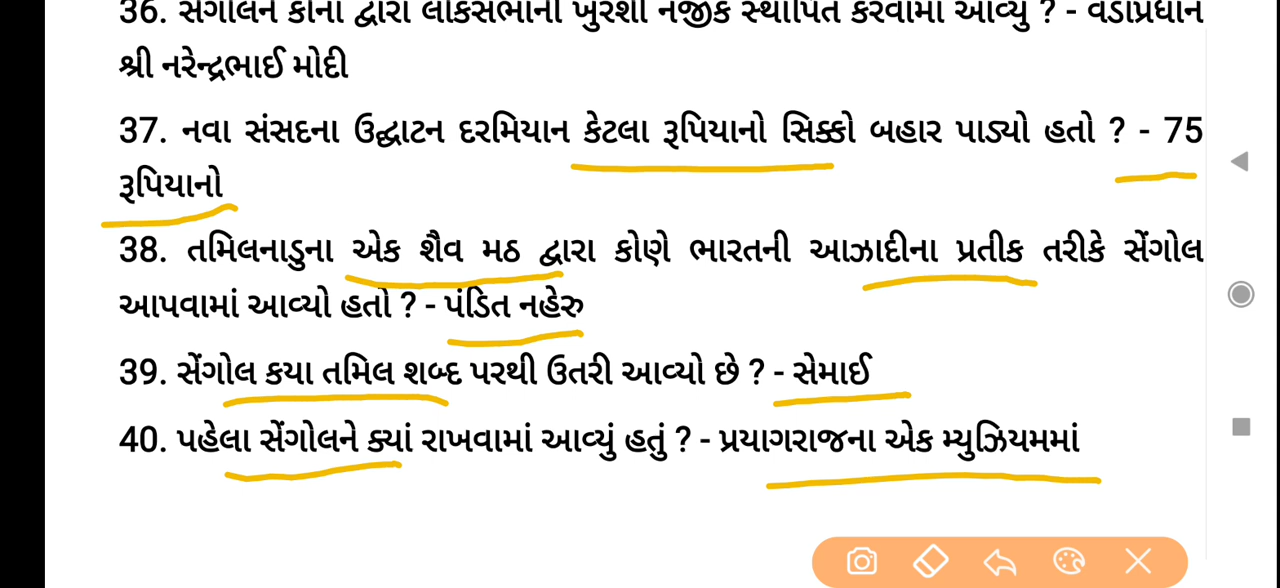 36. સેંગોલને કોના દ્વારા લોકસભાની ખુરશી નજીક સ્થાપિત કરવામાં આવ્યું ? - વડાપ્રધાન
શ્રી નરેન્દ્રભાઈ મોદી
37. નવા સંસદના ઉદ્ઘાટન દરમિયાન કેટલા રૂપિયાનો સિક્કો બહાર પાડ્યો હતો ? - 75
રૂપિયાનો
38. તમિલનાડુના એક શૈવ મઠ દ્વારા કોણે ભારતની આઝાદીના પ્રતીક તરીકે સેંગોલ
આપવામાં આવ્યો હતો ? - પંડિત નહેરુ
39. સેંગોલ કયા તમિલ શબ્દ પરથી ઉતરી આવ્યો છે ? - સેમાઈ
40. પહેલા સેંગોલને ક્યાં રાખવામાં આવ્યું હતું ? - પ્રયાગરાજના એક મ્યુઝિયમમાં